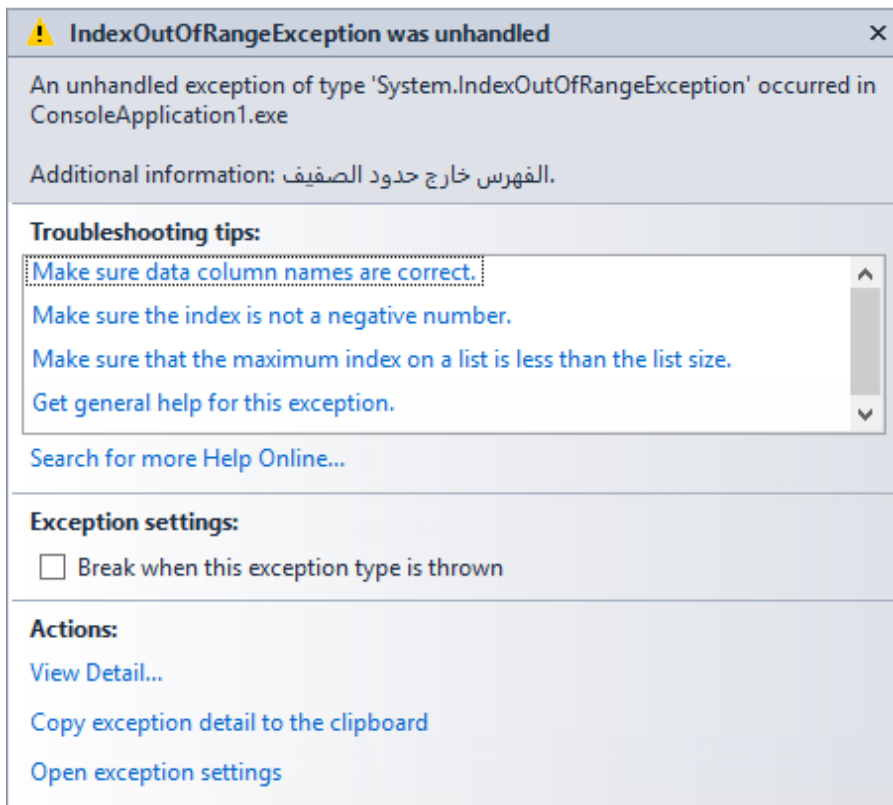 IndexOutOfRangeException was unhandled
An unhandled exception of type 'System.IndexOutOfRangeException' occurred in
ConsoleApplication1.exe
Additional information: الفهرس خارج حدود الصفيف.
Troubleshooting tips:
Make sure data column names are correct.
Make sure the index is not a negative number.
Make sure that the maximum index on a list is less than the list size.
Get general help for this exception.
Search for more Help Online...
Exception settings:
Break when this exception type is thrown
Actions:
View Detail...
Copy exception detail to the clipboard
Open exception settings